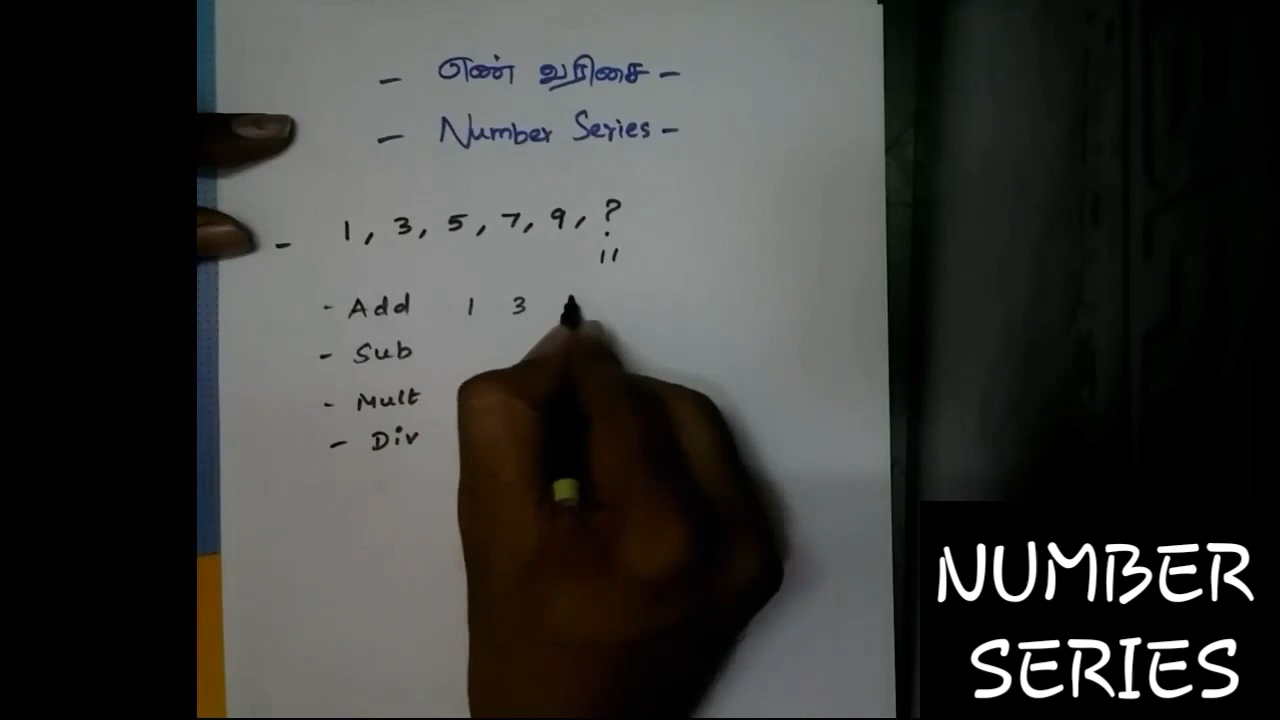 - எண் வரிசை -
- Number Series -
- 1, 3, 5, 7, 9, ?
11
- Add 1 3
- Sub
- Mult
- Div
NUMBER
SERIES